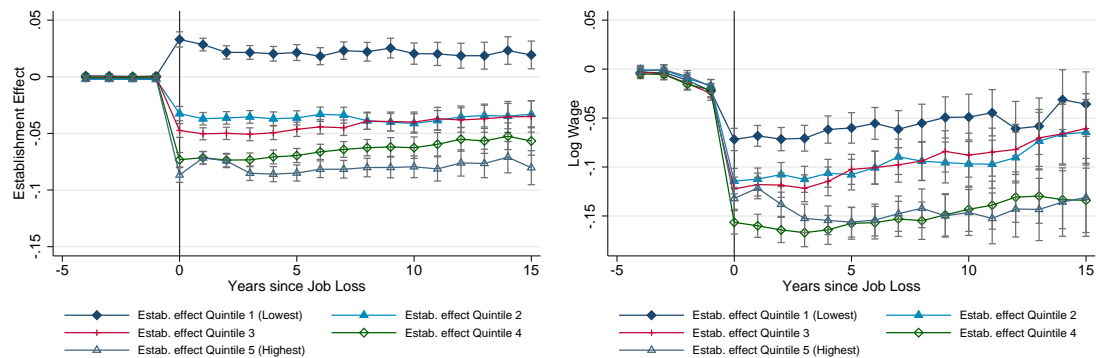 .05
0
.05
.1
.15
Establishment Effect
-5
0
5
10
15
Years since Job Loss
Estab. effect Quintile 1 (Lowest)
Estab. effect Quintile 2
Estab. effect Quintile 3
Estab. effect Quintile 4
Estab. effect Quintile 5 (Highest)
.05
0
.05
.1
.15
Log Wage
-5
0
5
10
15
Years since Job Loss
Estab. effect Quintile 1 (Lowest)
Estab. effect Quintile 2
Estab. effect Quintile 3
Estab. effect Quintile 4
Estab. effect Quintile 5 (Highest)